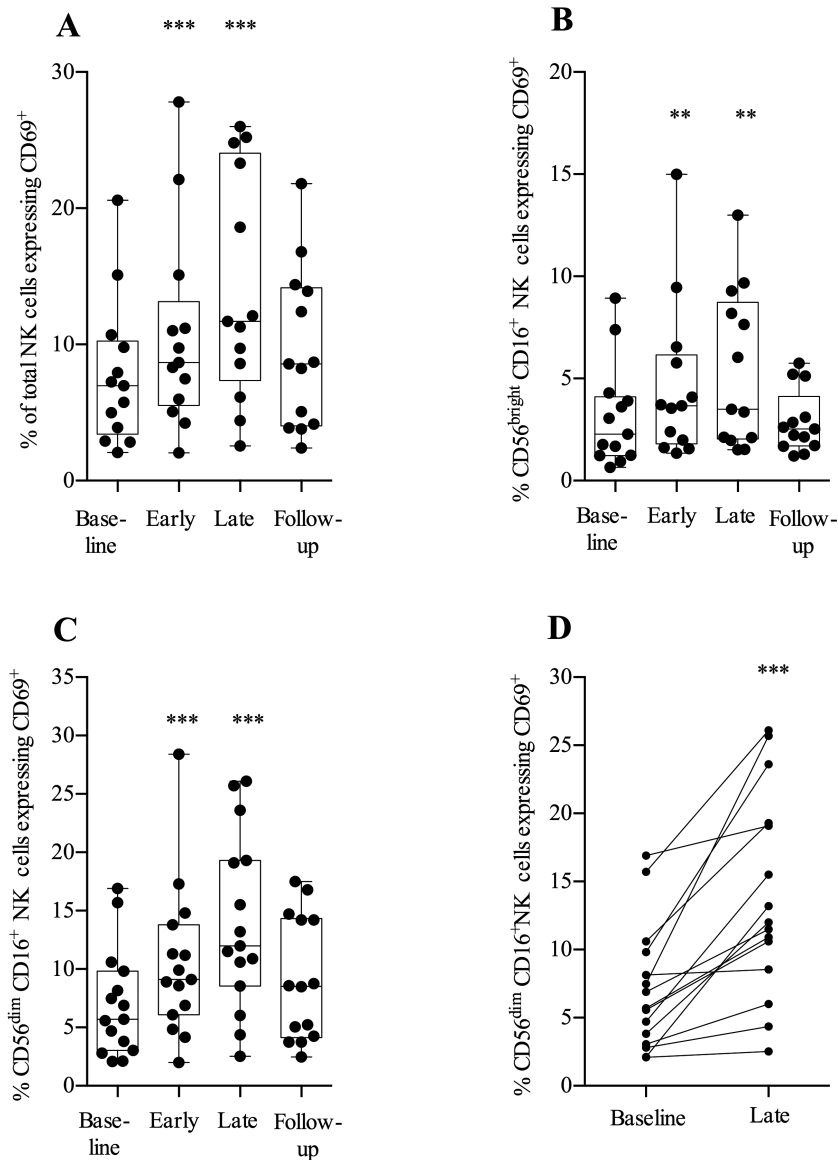 A
*** ***
% of total NK cells expressing CD69+
30
20
10
0
Base-
line
Early
Late
Follow-
up
B
** **
% CD56bright CD16+ NK cells expressing CD69+
20
15
10
5
0
Base-
line
Early
Late
Follow-
up
C
*** ***
% CD56dim CD16+ NK cells expressing CD69+
35
30
25
20
15
10
5
0
Base-
line
Early
Late
Follow-
up
D
***
% CD56dim CD16+NK cells expressing CD69+
30
25
20
15
10
5
0
Baseline
Late